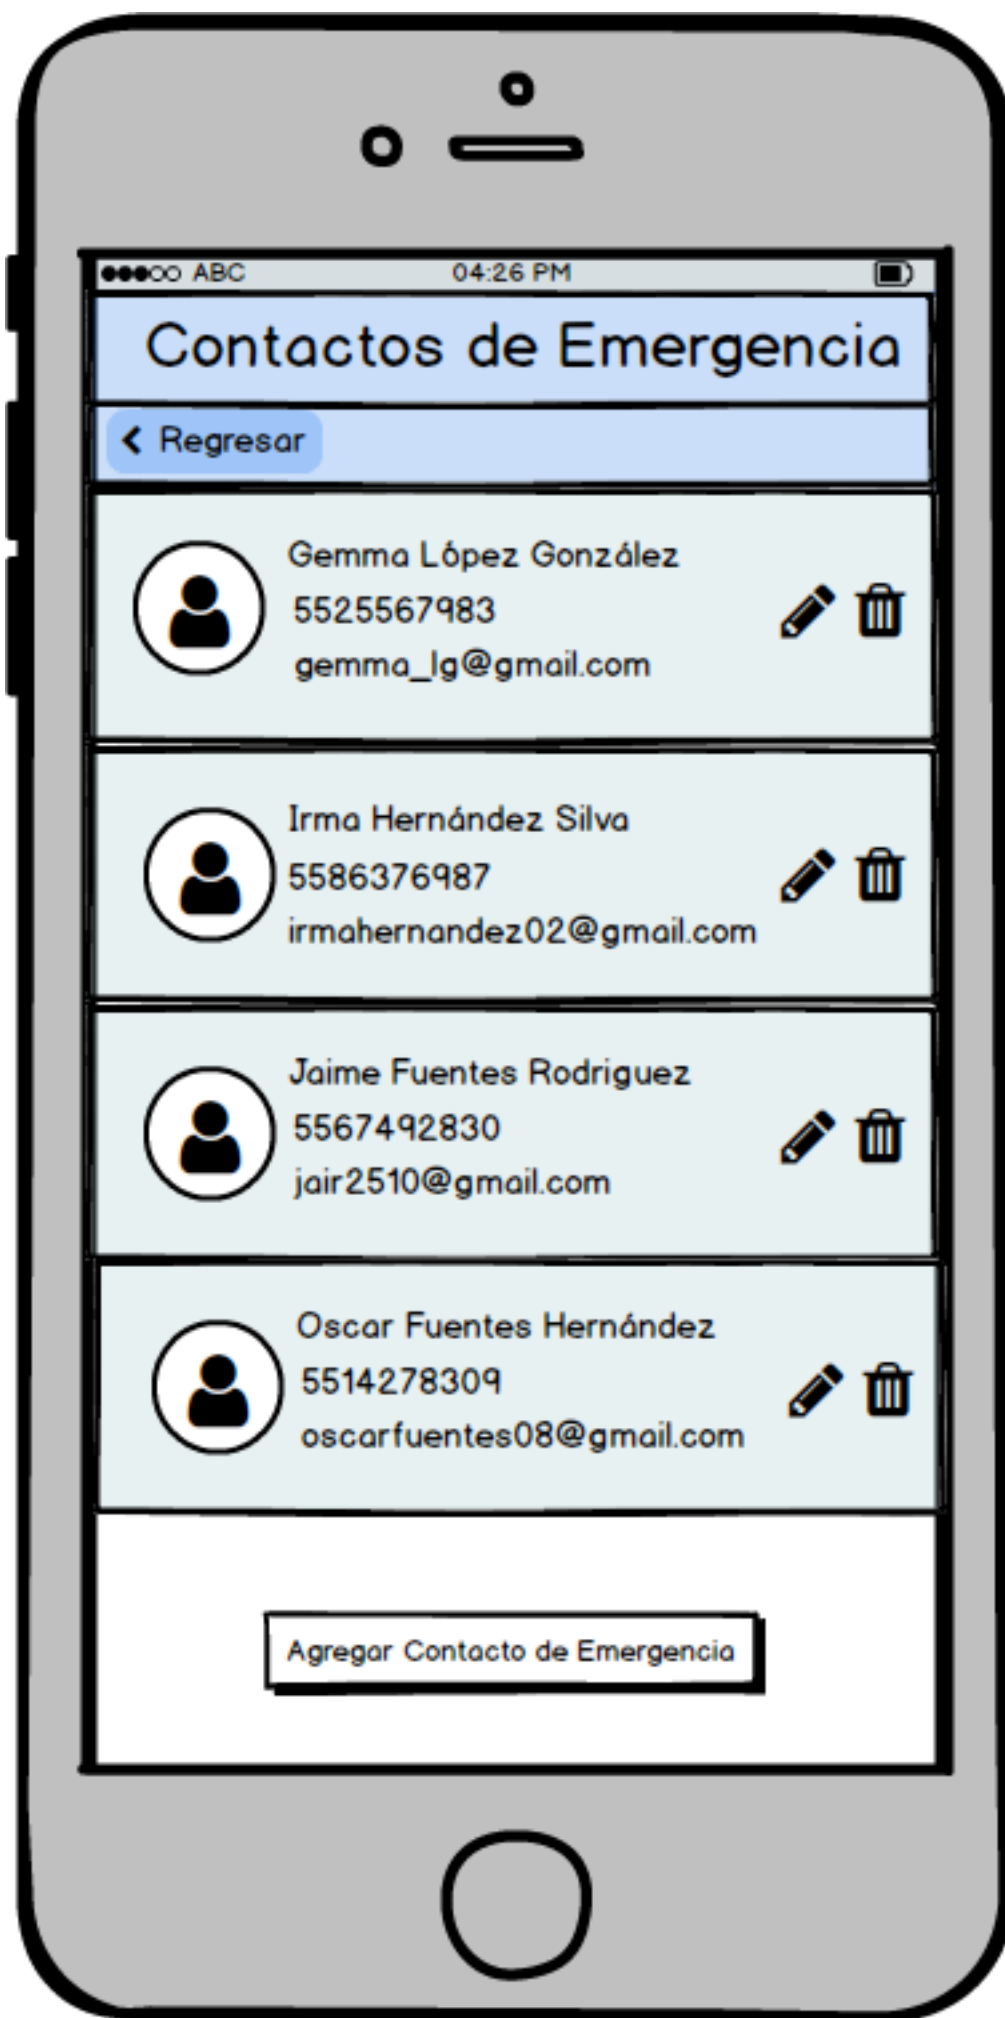 ABC 04:26 PM
Contactos de Emergencia
Regresar
Gemma López González
5525567983
gemma_lg@gmail.com
Irma Hernández Silva
5586376987
irmahernandez02@gmail.com
Jaime Fuentes Rodriguez
5567492830
jair2510@gmail.com
Oscar Fuentes Hernández
5514278309
oscarfuentes08@gmail.com
Agregar Contacto de Emergencia